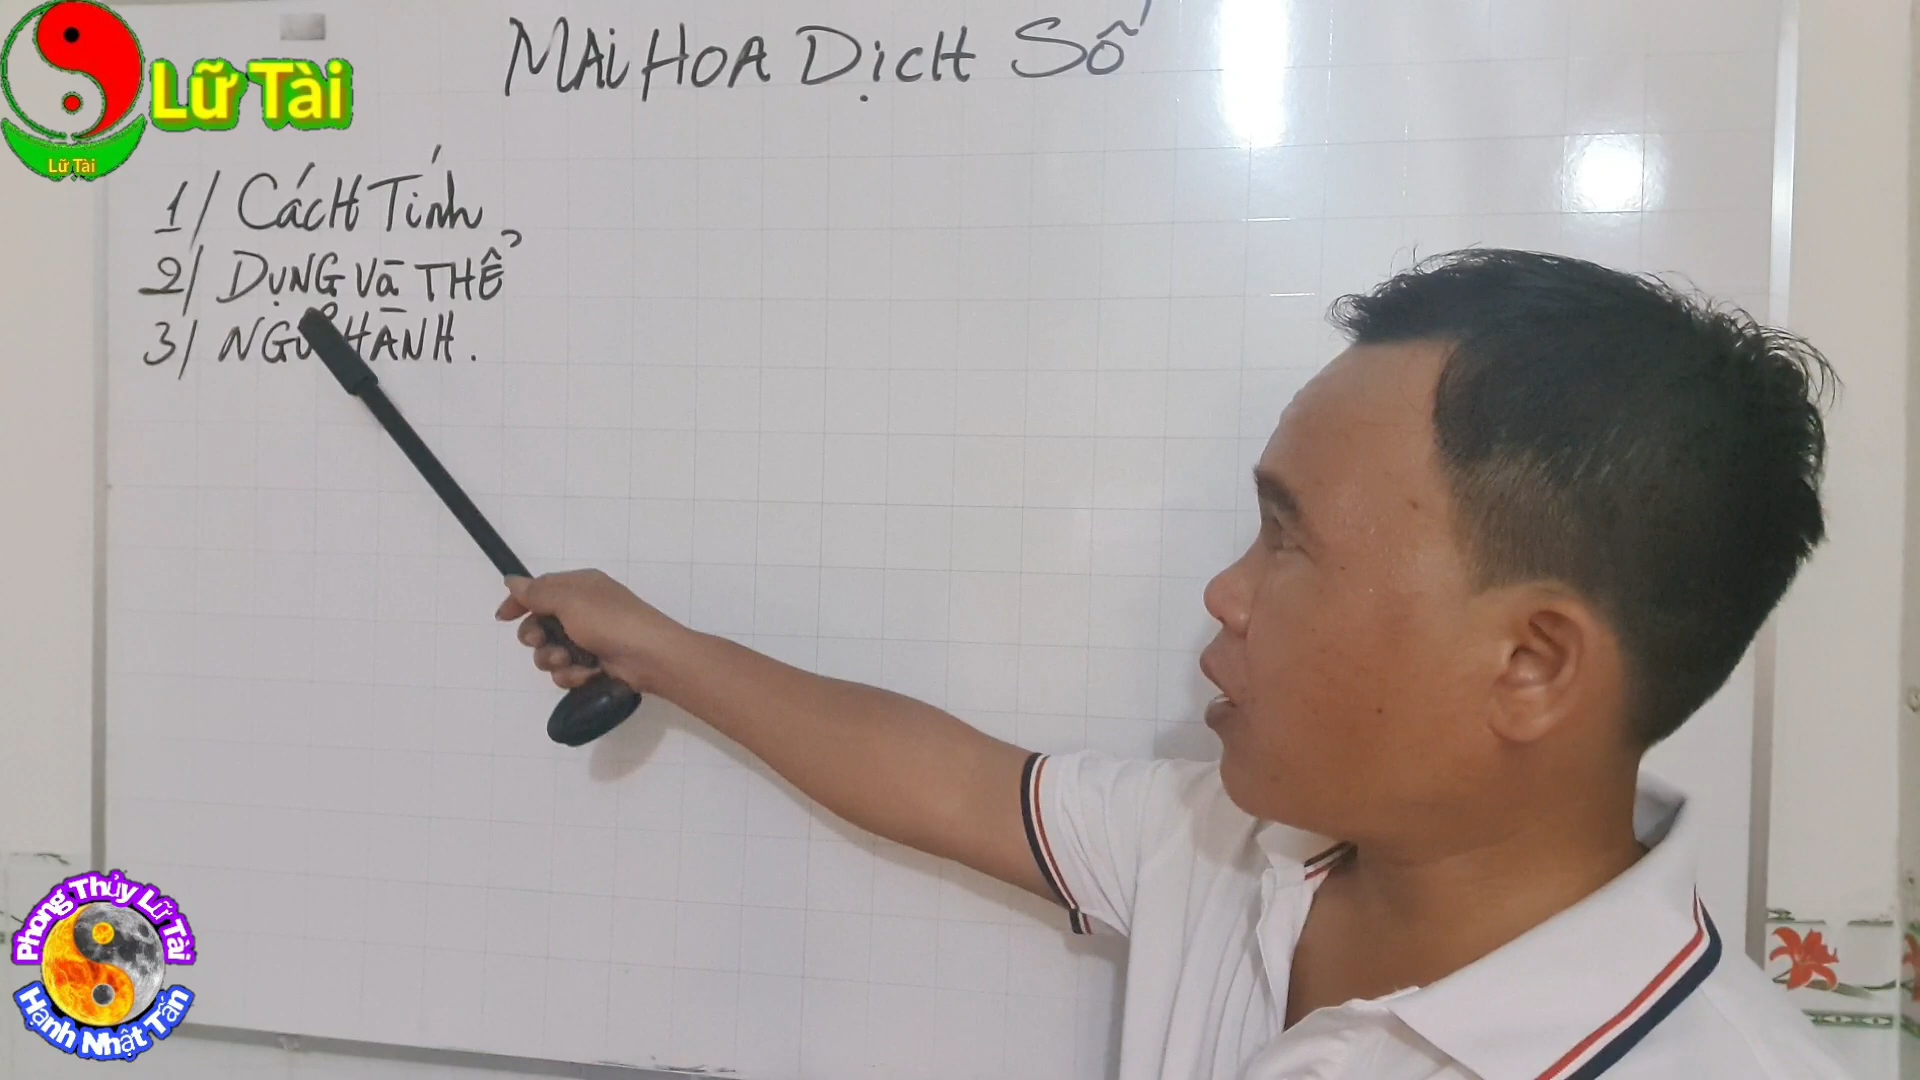 MAi HOA DịcH Số
Lữ Tài
Lữ Tài
1/ CácH Tính
2/ DụNG Và THỂ
3/ NGŨ HÀNH.
Phong Thủy Lữ Tài
Hạnh Nhật Tấn